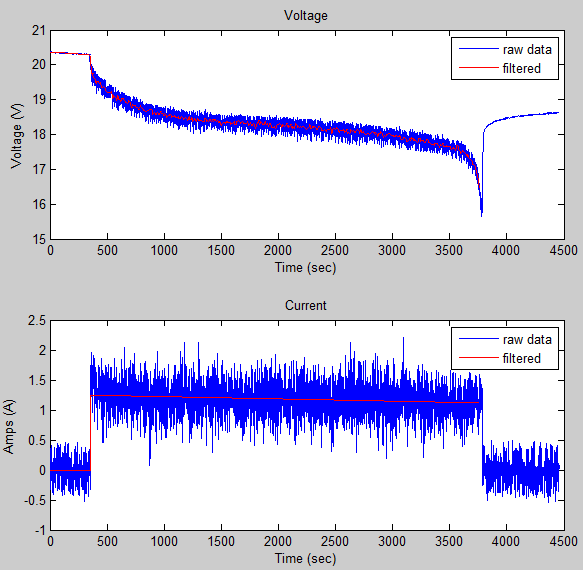 Voltage
21
20
19
18
17
16
15
Voltage (V)
raw data
filtered
0 500 1000 1500 2000 2500 3000 3500 4000 4500
Time (sec)
Current
2.5
2
1.5
1
0.5
0
-0.5
-1
Amps (A)
raw data
filtered
0 500 1000 1500 2000 2500 3000 3500 4000 4500
Time (sec)